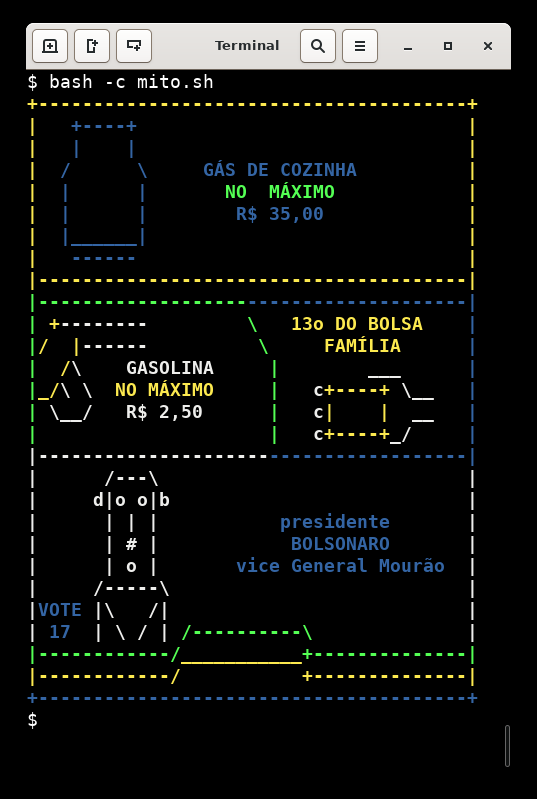 Terminal
$ bash -c mito.sh
GÁS DE COZINHA
NO  MÁXIMO
R$ 35,00
13o DO BOLSA
FAMÍLIA
GASOLINA
NO MÁXIMO
R$ 2,50
presidente
BOLSONARO
vice General Mourão
VOTE
17
$